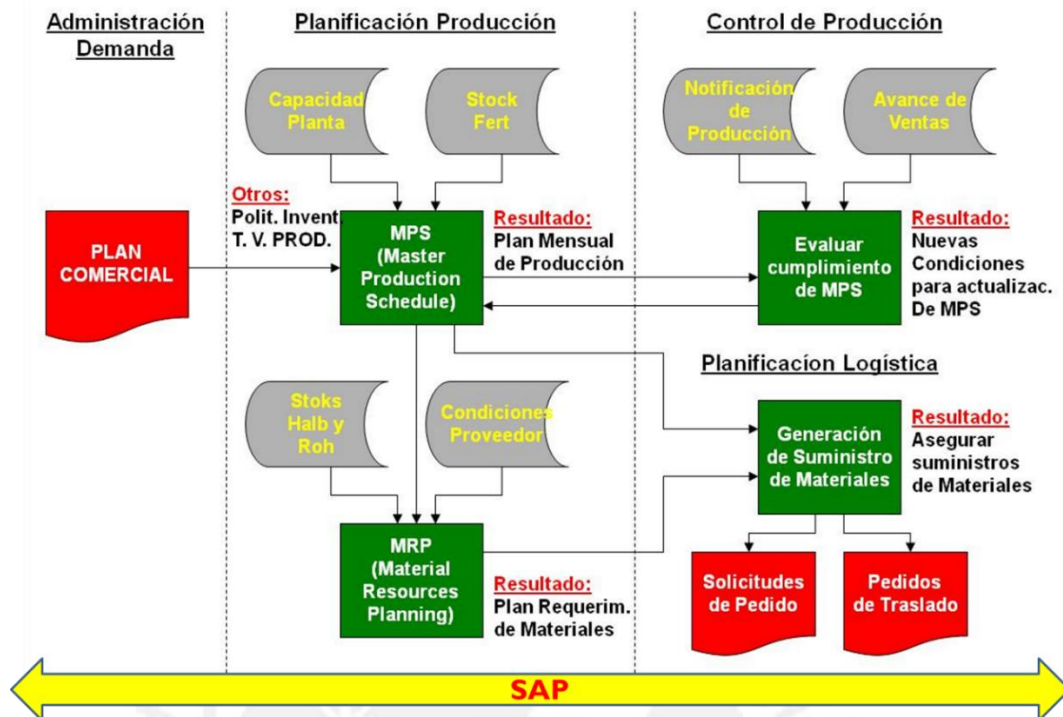 Administración
Demanda
Planificación Producción
Control de Producción
Capacidad
Planta
Stock
Fert
Notificación
de
Producción
Avance de
Ventas
Otros:
Polit. Invent.
T. V. PROD.
PLAN
COMERCIAL
MPS
(Master
Production
Schedule)
Resultado:
Plan Mensual
de Producción
Evaluar
cumplimiento
de MPS
Resultado:
Nuevas
Condiciones
para actualizac.
De MPS
Planificacíon Logística
Stoks
Halb y
Roh
Condiciones
Proveedor
Generación
de Suministro
de Materiales
Resultado:
Asegurar
suministros
de Materiales
MRP
(Material
Resources
Planning)
Resultado:
Plan Requerim.
de Materiales
Solicitudes
de Pedido
Pedidos
de Traslado
SAP